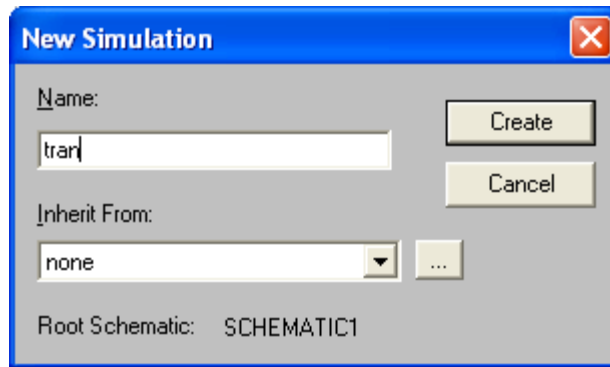 New Simulation
Name:
tran
Create
Cancel
Inherit From:
none
...
Root Schematic: SCHEMATIC1